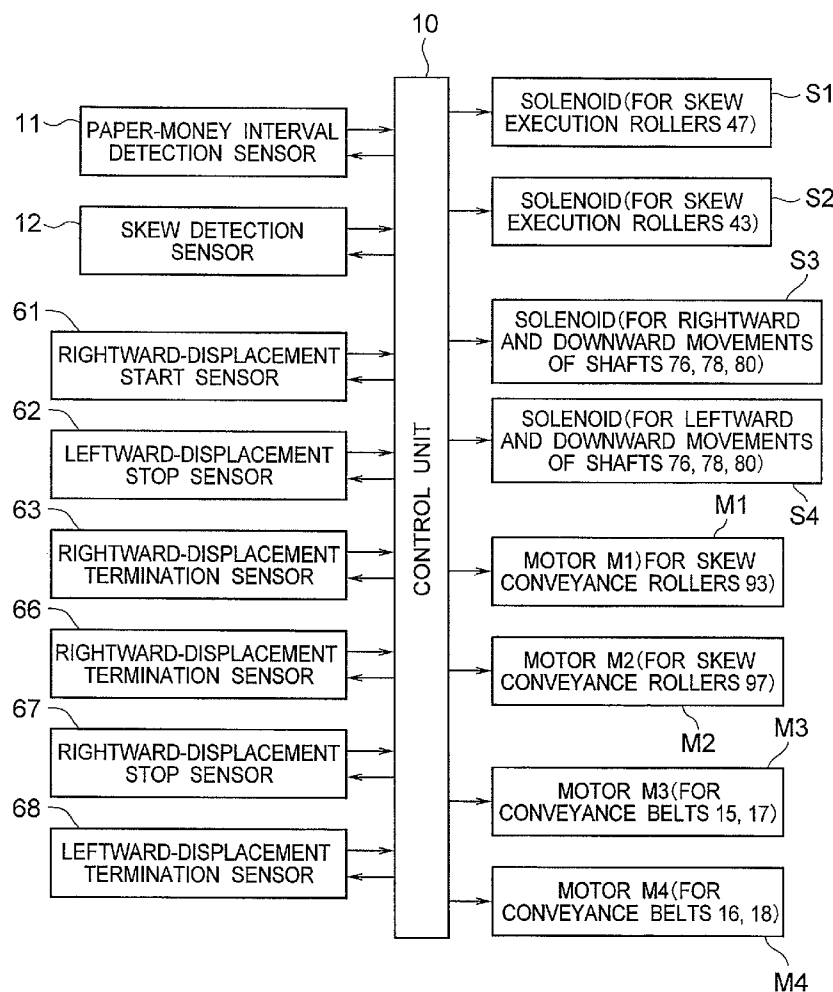 10
11
PAPER-MONEY INTERVAL
DETECTION SENSOR
12
SKEW DETECTION
SENSOR
61
RIGHTWARD-DISPLACEMENT
START SENSOR
62
LEFTWARD-DISPLACEMENT
STOP SENSOR
63
RIGHTWARD-DISPLACEMENT
TERMINATION SENSOR
66
RIGHTWARD-DISPLACEMENT
TERMINATION SENSOR
67
RIGHTWARD-DISPLACEMENT
STOP SENSOR
68
LEFTWARD-DISPLACEMENT
TERMINATION SENSOR
CONTROL UNIT
S1
SOLENOID(FOR SKEW
EXECUTION ROLLERS 47)
S2
SOLENOID(FOR SKEW
EXECUTION ROLLERS 43)
S3
SOLENOID(FOR RIGHTWARD
AND DOWNWARD MOVEMENTS
OF SHAFTS 76, 78, 80)
SOLENOID(FOR LEFTWARD
AND DOWNWARD MOVEMENTS
OF SHAFTS 76, 78, 80)
S4
M1
MOTOR M1)FOR SKEW
CONVEYANCE ROLLERS 93)
MOTOR M2(FOR SKEW
CONVEYANCE ROLLERS 97)
M2
M3
MOTOR M3(FOR
CONVEYANCE BELTS 15, 17)
MOTOR M4(FOR
CONVEYANCE BELTS 16, 18)
M4